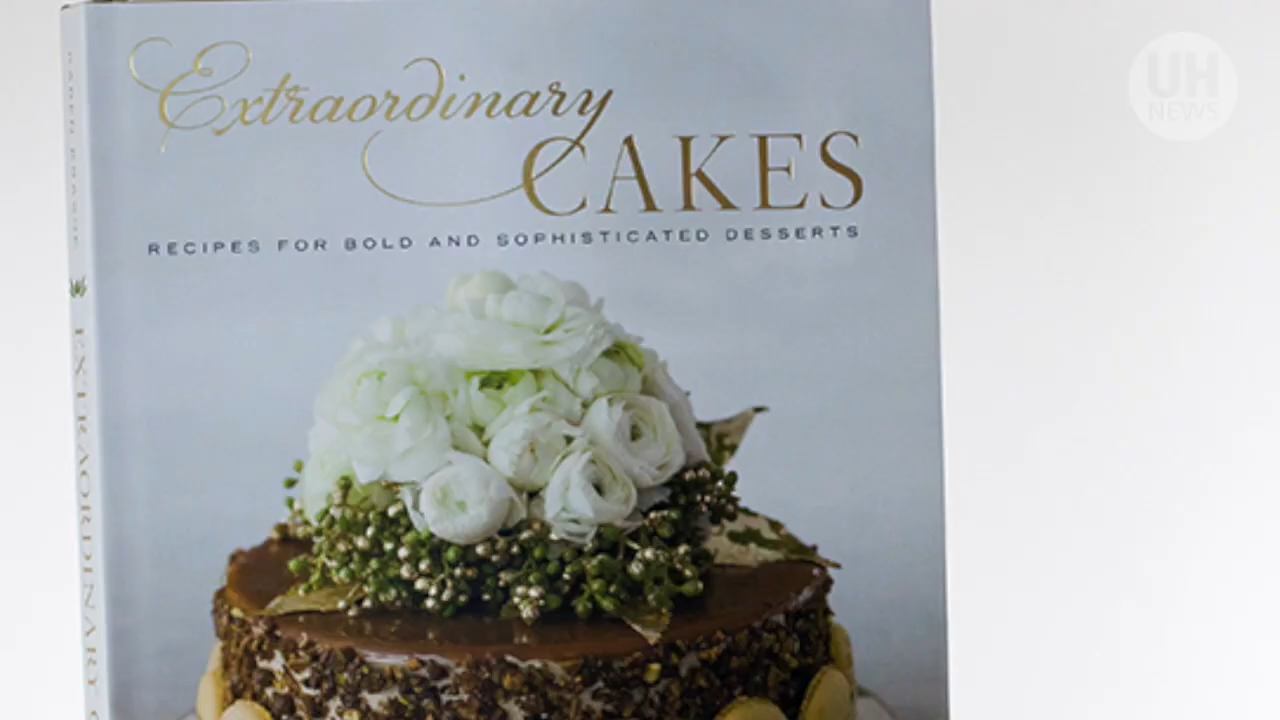 Extraordinary
CAKES
RECIPES FOR BOLD AND SOPHISTICATED DESSERTS
EXTRAORDINARY
UH
NEWS